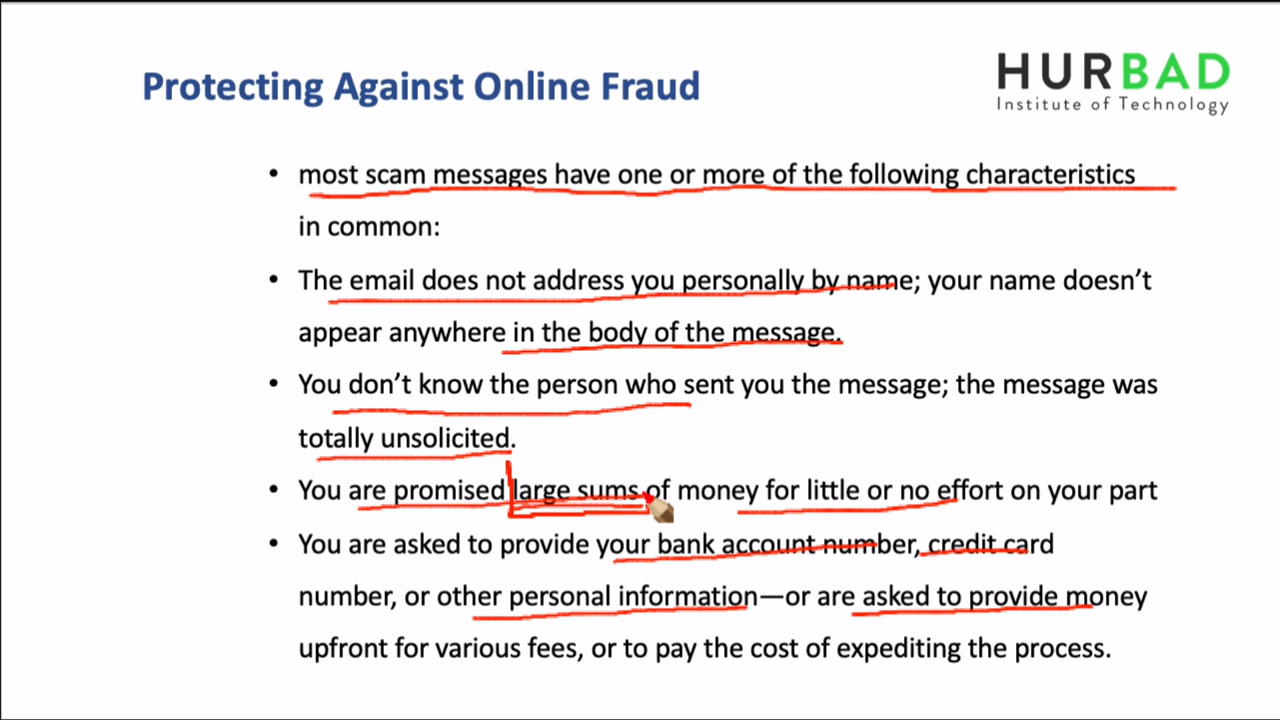 Protecting Against Online Fraud
HURBAD
Institute of Technology
• most scam messages have one or more of the following characteristics
in common:
• The email does not address you personally by name; your name doesn’t
appear anywhere in the body of the message.
• You don’t know the person who sent you the message; the message was
totally unsolicited.
• You are promised large sums of money for little or no effort on your part
• You are asked to provide your bank account number, credit card
number, or other personal information—or are asked to provide money
upfront for various fees, or to pay the cost of expediting the process.